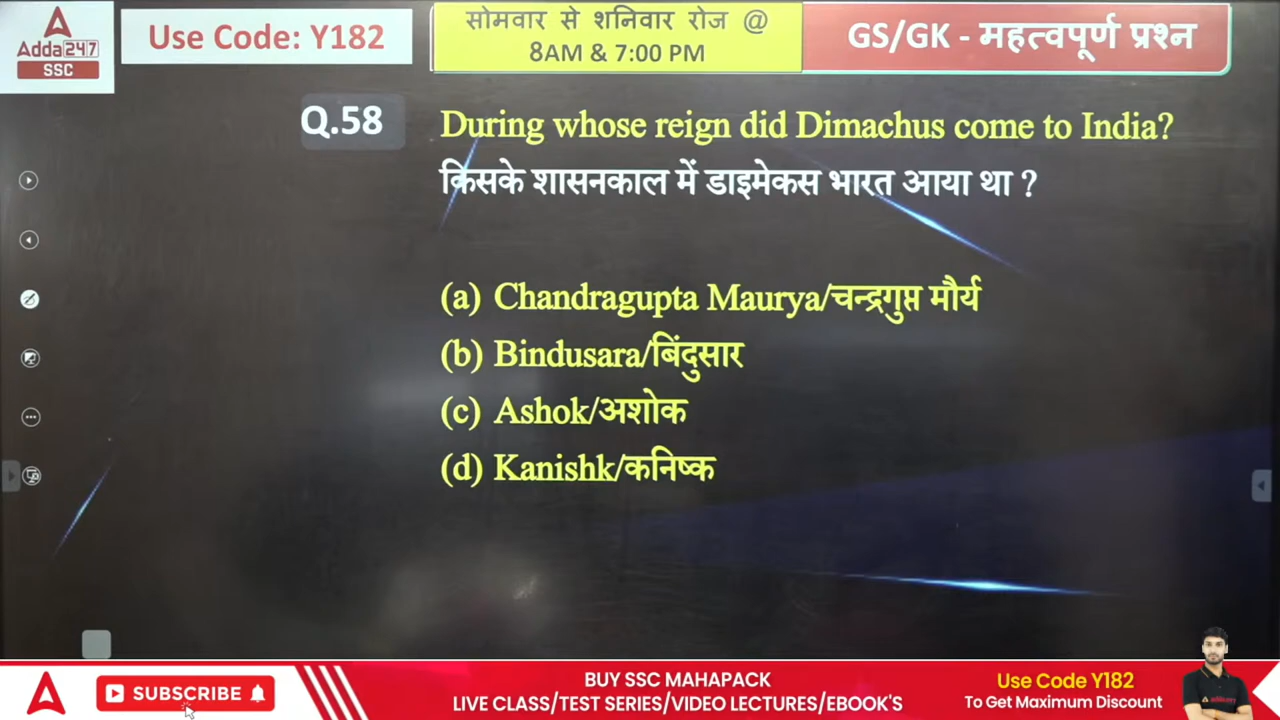 Adda247
SSC
Use Code: Y182
सोमवार से शनिवार रोज @
8AM & 7:00 PM
GS/GK - महत्वपूर्ण प्रश्न
Q.58
During whose reign did Dimachus come to India?
किसके शासनकाल में डाइमेकस भारत आया था ?
(a) Chandragupta Maurya/चन्द्रगुप्त मौर्य
(b) Bindusara/बिंदुसार
(c) Ashok/अशोक
(d) Kanishk/कनिष्क
SUBSCRIBE
BUY SSC MAHAPACK
LIVE CLASS/TEST SERIES/VIDEO LECTURES/EBOOK'S
Use Code Y182
To Get Maximum Discount